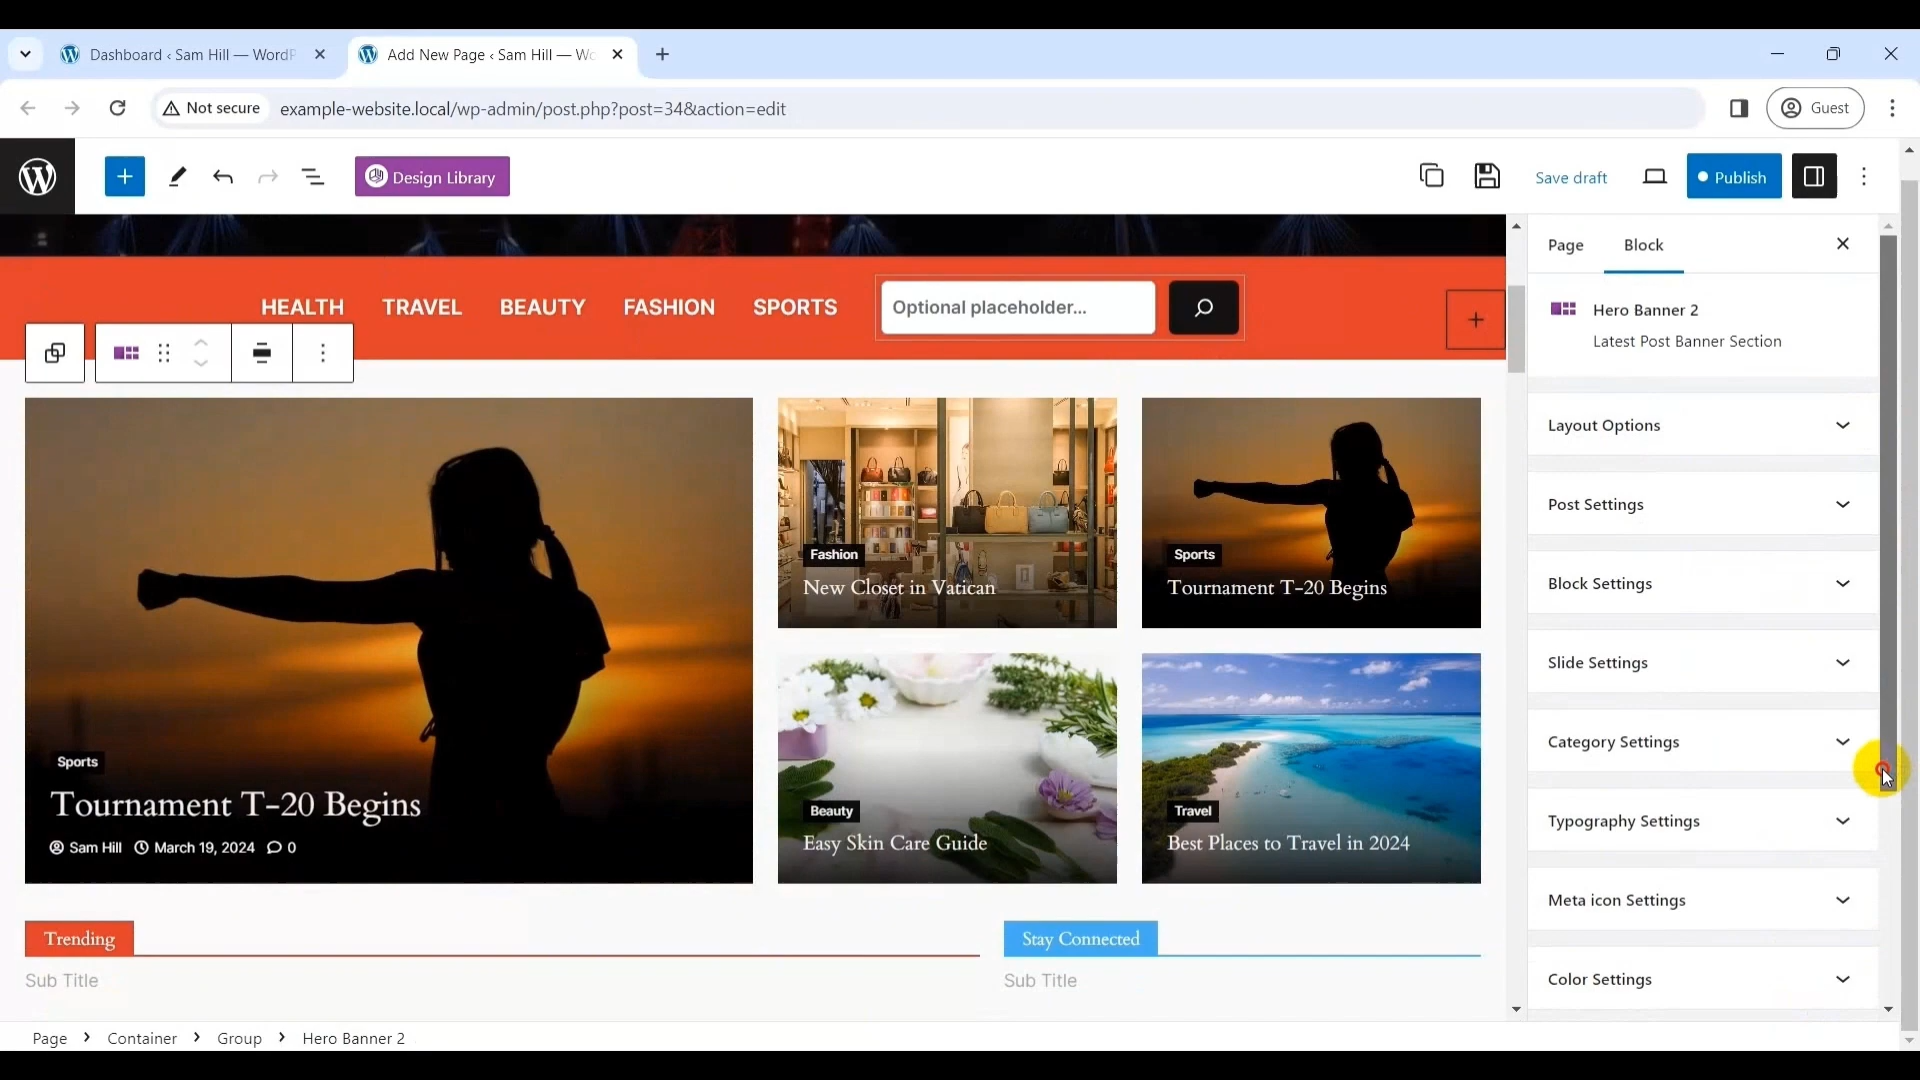 Dashboard ‹ Sam Hill — WordP
Add New Page ‹ Sam Hill — Wo
Not secure
example-website.local/wp-admin/post.php?post=34&action=edit
Guest
Design Library
Save draft
Publish
HEALTH
TRAVEL
BEAUTY
FASHION
SPORTS
Optional placeholder...
Fashion
New Closet in Vatican
Sports
Tournament T-20 Begins
Sports
Tournament T-20 Begins
Sam Hill
March 19, 2024
0
Beauty
Easy Skin Care Guide
Travel
Best Places to Travel in 2024
Trending
Sub Title
Stay Connected
Sub Title
Page
Block
Hero Banner 2
Latest Post Banner Section
Layout Options
Post Settings
Block Settings
Slide Settings
Category Settings
Typography Settings
Meta icon Settings
Color Settings
Page › Container › Group › Hero Banner 2